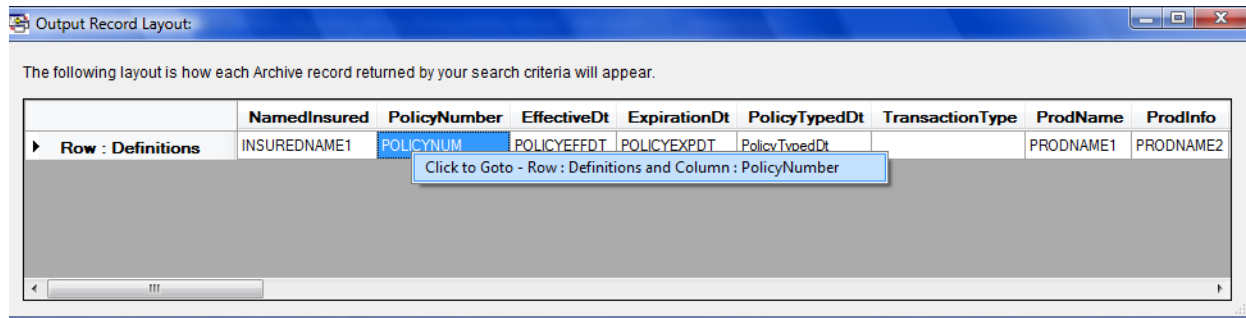 Output Record Layout:
The following layout is how each Archive record returned by your search criteria will appear.
NamedInsured PolicyNumber EffectiveDt ExpirationDt PolicyTypedDt TransactionType ProdName ProdInfo
Row : Definitions INSUREDNAME1 POLICYNUM POLICYEFFDT POLICYEXPDT PolicyTypedDt PRODNAME1 PRODNAME2
Click to Goto - Row : Definitions and Column : PolicyNumber